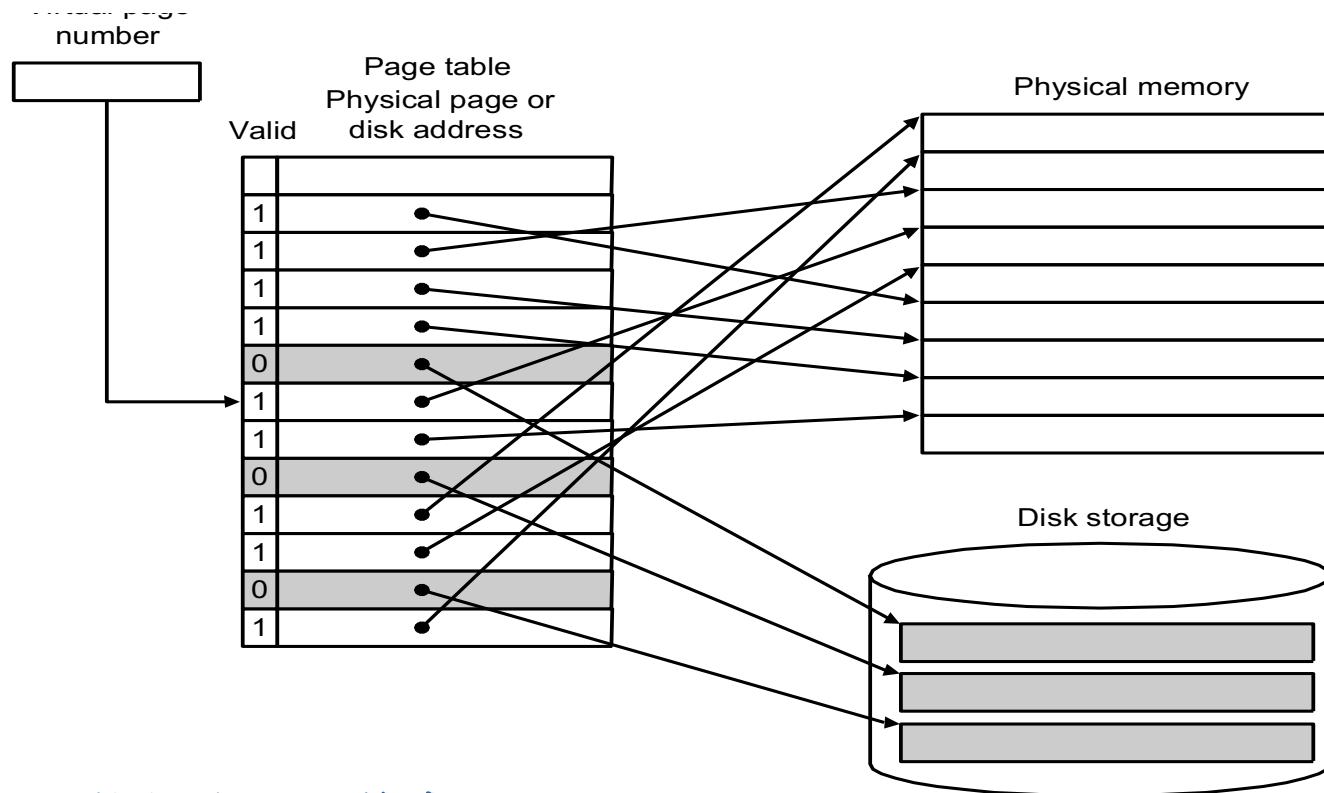 number
Page table
Physical page or
disk address
Valid
Physical memory
1
1
1
1
0
1
1
0
1
1
0
1
Disk storage